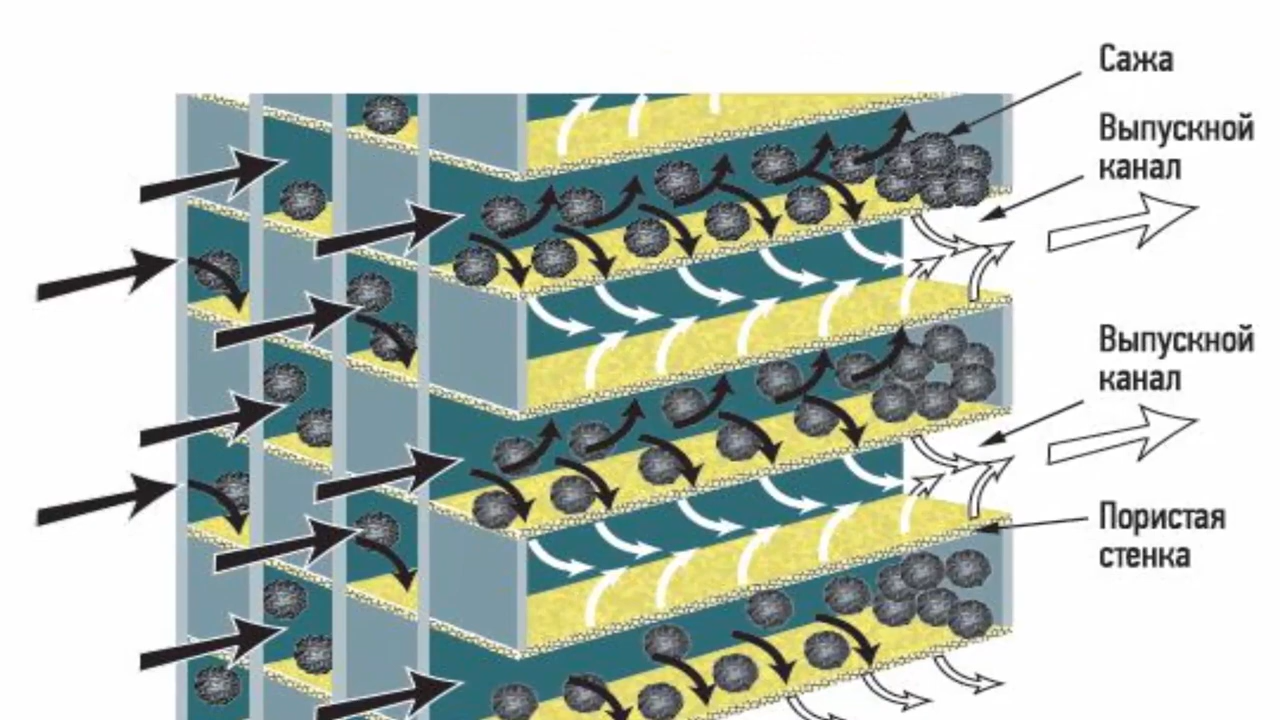 Сажа
Выпускной
канал
Выпускной
канал
Пористая
стенка